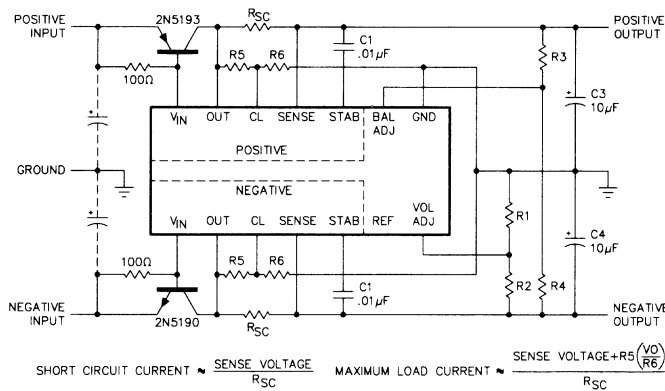 POSITIVE INPUT
2N5193
RSC
POSITIVE OUTPUT
R5
R6
C1
.01µF
R3
100Ω
C3
10µF
VIN
OUT
CL
SENSE
STAB
BAL ADJ
GND
POSITIVE
GROUND
NEGATIVE
VIN
OUT
CL
SENSE
STAB
REF
VOL ADJ
R1
C4
10µF
100Ω
R5
R6
C1
.01µF
R2
R4
NEGATIVE INPUT
2N5190
RSC
NEGATIVE OUTPUT
SHORT CIRCUIT CURRENT ≈ SENSE VOLTAGE / RSC
MAXIMUM LOAD CURRENT ≈ SENSE VOLTAGE+R5(VO/R6) / RSC